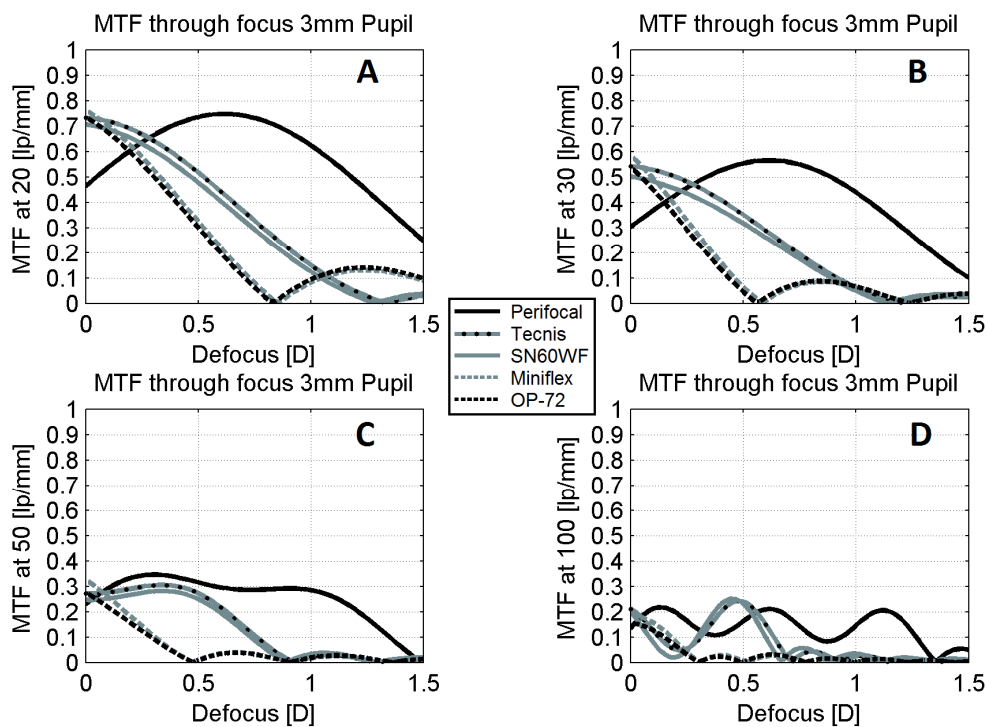 MTF through focus 3mm Pupil
A
MTF at 20 [lp/mm]
1
0.9
0.8
0.7
0.6
0.5
0.4
0.3
0.2
0.1
0
0 0.5 1 1.5
Defocus [D]
MTF through focus 3mm Pupil
B
MTF at 30 [lp/mm]
1
0.9
0.8
0.7
0.6
0.5
0.4
0.3
0.2
0.1
0
0 0.5 1 1.5
Defocus [D]
Perifocal
Tecnis
SN60WF
Miniflex
OP-72
MTF through focus 3mm Pupil
C
MTF at 50 [lp/mm]
1
0.9
0.8
0.7
0.6
0.5
0.4
0.3
0.2
0.1
0
0 0.5 1 1.5
Defocus [D]
MTF through focus 3mm Pupil
D
MTF at 100 [lp/mm]
1
0.9
0.8
0.7
0.6
0.5
0.4
0.3
0.2
0.1
0
0 0.5 1 1.5
Defocus [D]